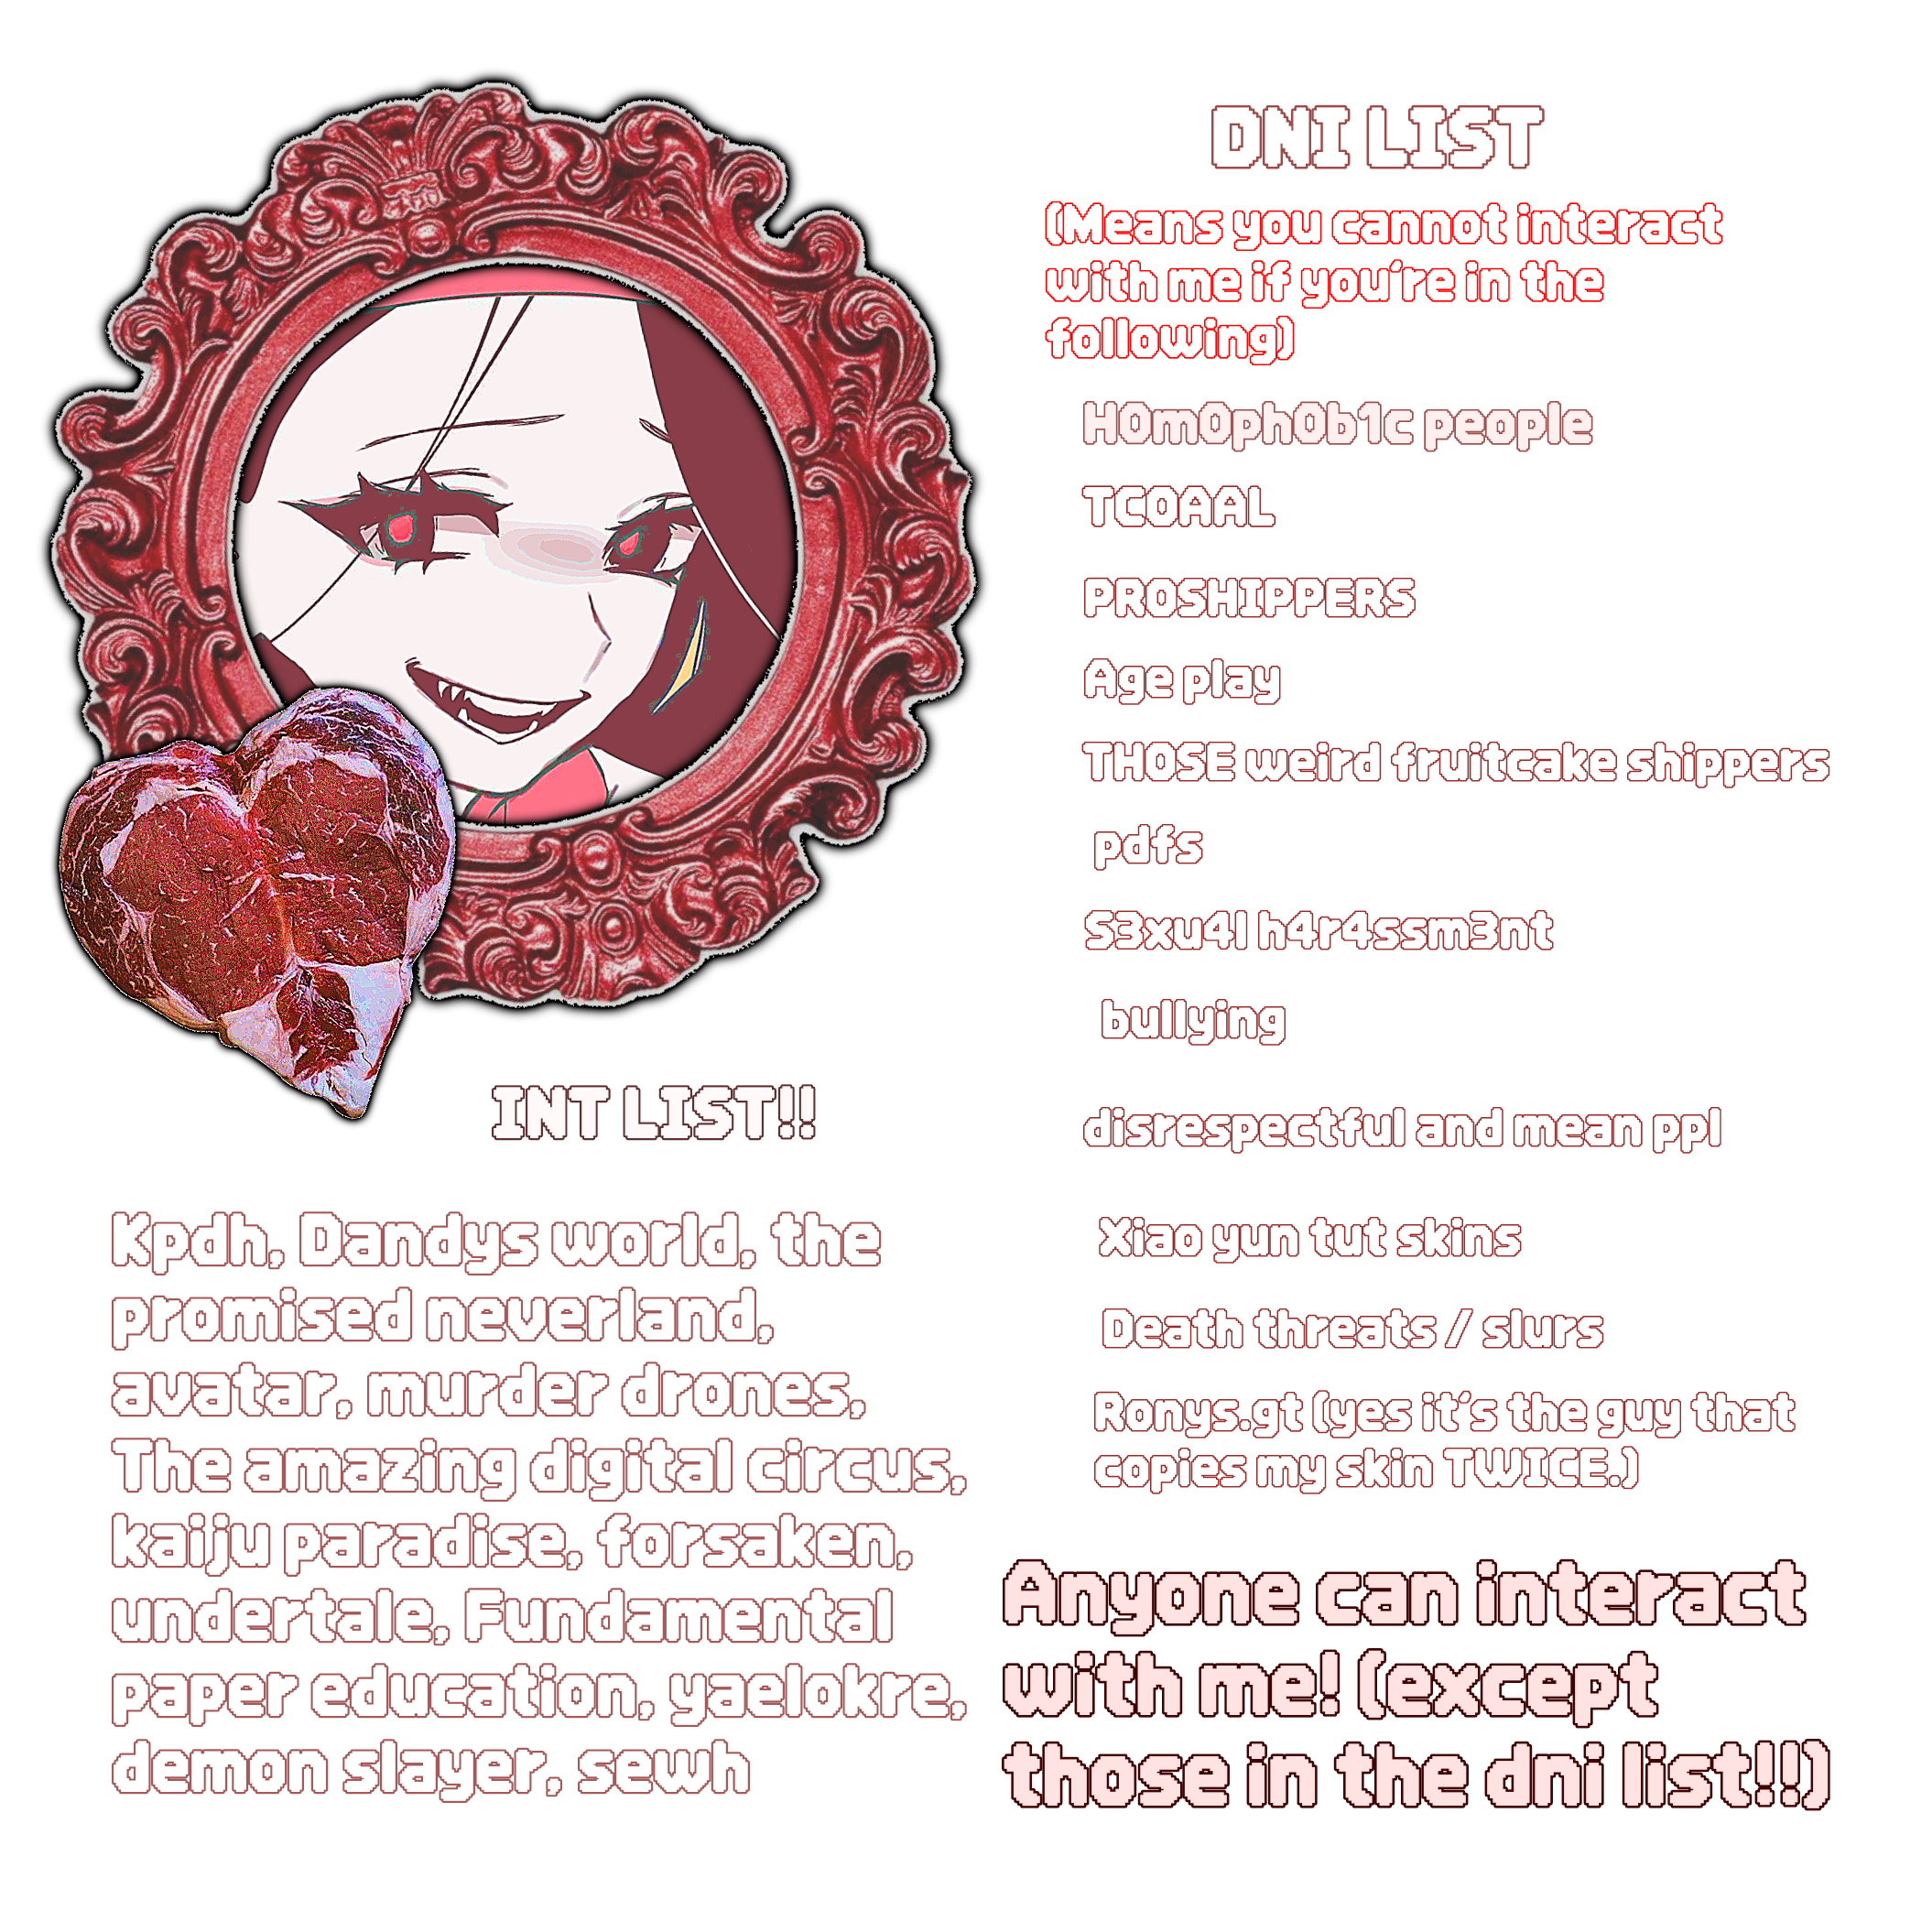 DNI LIST
(Means you cannot interact
with me if you're in the
following)
H0m0ph0b1c people
TCOAAL
PROSHIPPERS
Age play
THOSE weird fruitcake shippers
pdfs
S3xu4l h4r4ssm3nt
bullying
disrespectful and mean ppl
Xiao yun tut skins
Death threats / slurs
Ronys.gt (yes it's the guy that
copies my skin TWICE.)
Anyone can interact
with me! (except
those in the dni list!!)
INT LIST!!
Kpdh, Dandys world, the
promised neverland,
avatar, murder drones,
The amazing digital circus,
kaiju paradise, forsaken,
undertale, Fundamental
paper education, yaelokre,
demon slayer, sewh